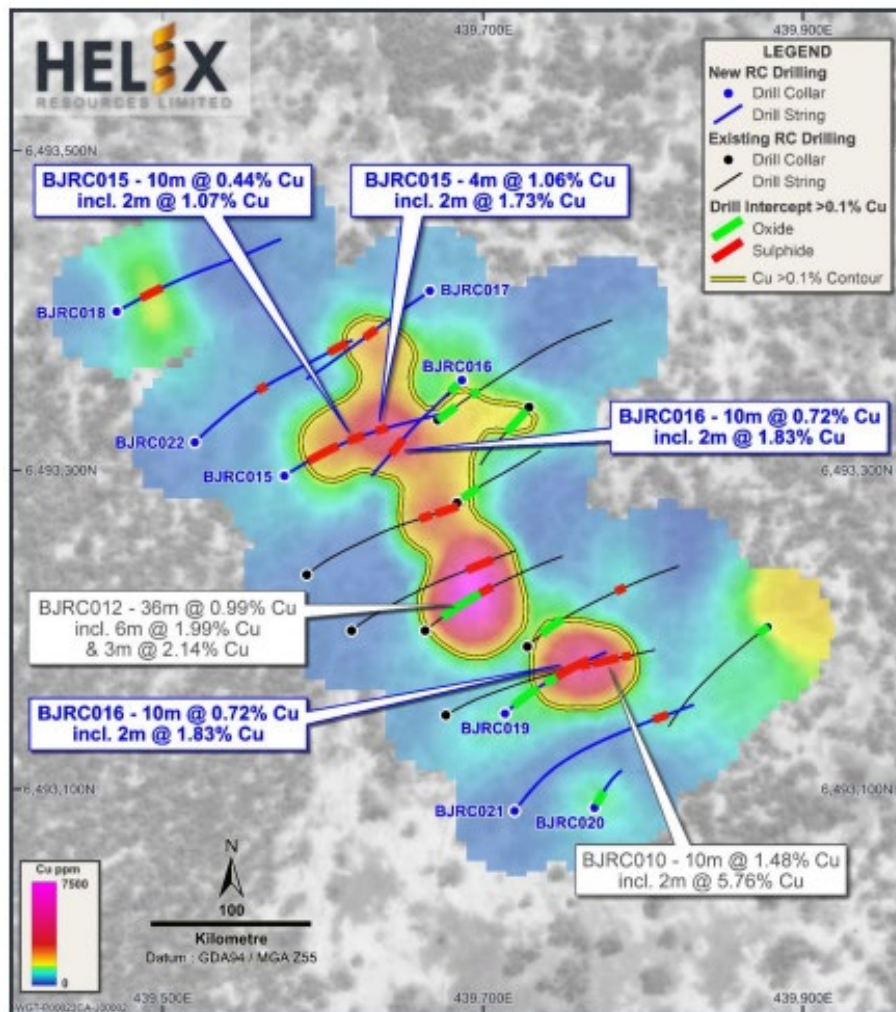 439.700E
439.900E
HELIX
RESOURCES LIMITED
LEGEND
New RC Drilling
Drill Collar
Drill String
Existing RC Drilling
Drill Collar
Drill String
Drill Intercept >0.1% Cu
Oxide
Sulphide
Cu >0.1% Contour
6,493,500N
BJRC015 - 10m @ 0.44% Cu
incl. 2m @ 1.07% Cu
BJRC015 - 4m @ 1.06% Cu
incl. 2m @ 1.73% Cu
BJRC017
BJRC018
BJRC016
BJRC016 - 10m @ 0.72% Cu
incl. 2m @ 1.83% Cu
BJRC022
BJRC015
6,493,300N
6,493,300N
BJRC012 - 36m @ 0.99% Cu
incl. 6m @ 1.99% Cu
& 3m @ 2.14% Cu
BJRC016 - 10m @ 0.72% Cu
incl. 2m @ 1.83% Cu
BJRC019
6,493,100N
6,493,100N
BJRC021
BJRC020
BJRC010 - 10m @ 1.48% Cu
incl. 2m @ 5.76% Cu
Cu ppm
7500
0
N
100
Kilometre
Datum : GDA94 / MGA Z55
439.500E
439.700E
439.900E